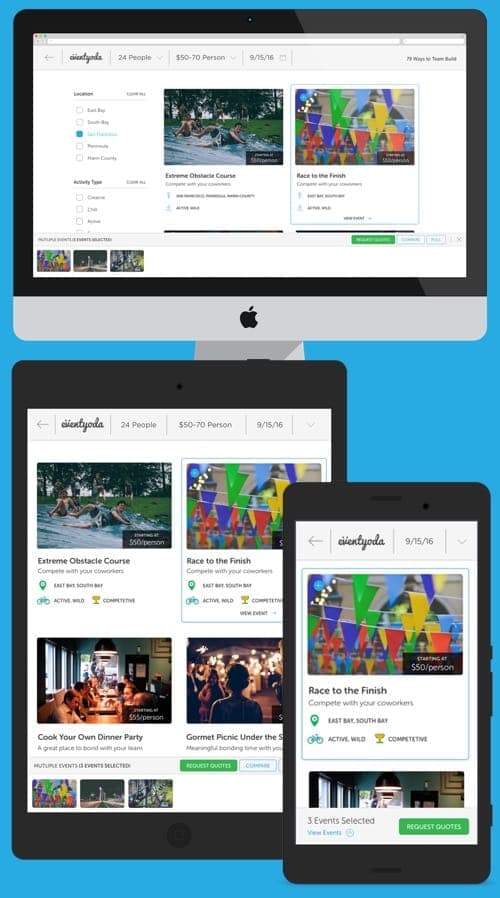 eventyoda
24 People
$50-70 Person
9/15/16
79 Ways to Team Build
Location
CLEAR ALL
East Bay
South Bay
San Francisco
Peninsula
Marin County
Activity Type
CLEAR ALL
Creative
Chill
Active
STARTING AT
$50/person
Extreme Obstacle Course
Compete with your coworkers
SAN FRANCISCO, PENINSULA, MARIN COUNTY
ACTIVE, WILD
STARTING AT
$50/person
Race to the Finish
Compete with your coworkers
EAST BAY, SOUTH BAY
ACTIVE, WILD
VIEW EVENT
MUTLIPLE EVENTS (3 EVENTS SELECTED)
REQUEST QUOTES
COMPARE
POLL
eventyoda
24 People
$50-70 Person
9/15/16
STARTING AT
$50/person
Extreme Obstacle Course
Compete with your coworkers
EAST BAY, SOUTH BAY
ACTIVE, WILD
COMPETETIVE
Race to the Finish
Compete with your coworkers
EAST BAY, SOUTH BAY
ACTIVE, WILD
COMPETETIVE
VIEW EVENT
STARTING AT
$55/person
Cook Your Own Dinner Party
A great place to bond with your team
Gormet Picnic Under the S
Meaningful bonding time with yo
MUTLIPLE EVENTS (3 EVENTS SELECTED)
REQUEST QUOTES
COMPARE
eventyoda
9/15/16
STARTING AT
$50/person
Race to the Finish
Compete with your coworkers
EAST BAY, SOUTH BAY
ACTIVE, WILD
COMPETETIVE
3 Events Selected
View Events
REQUEST QUOTES